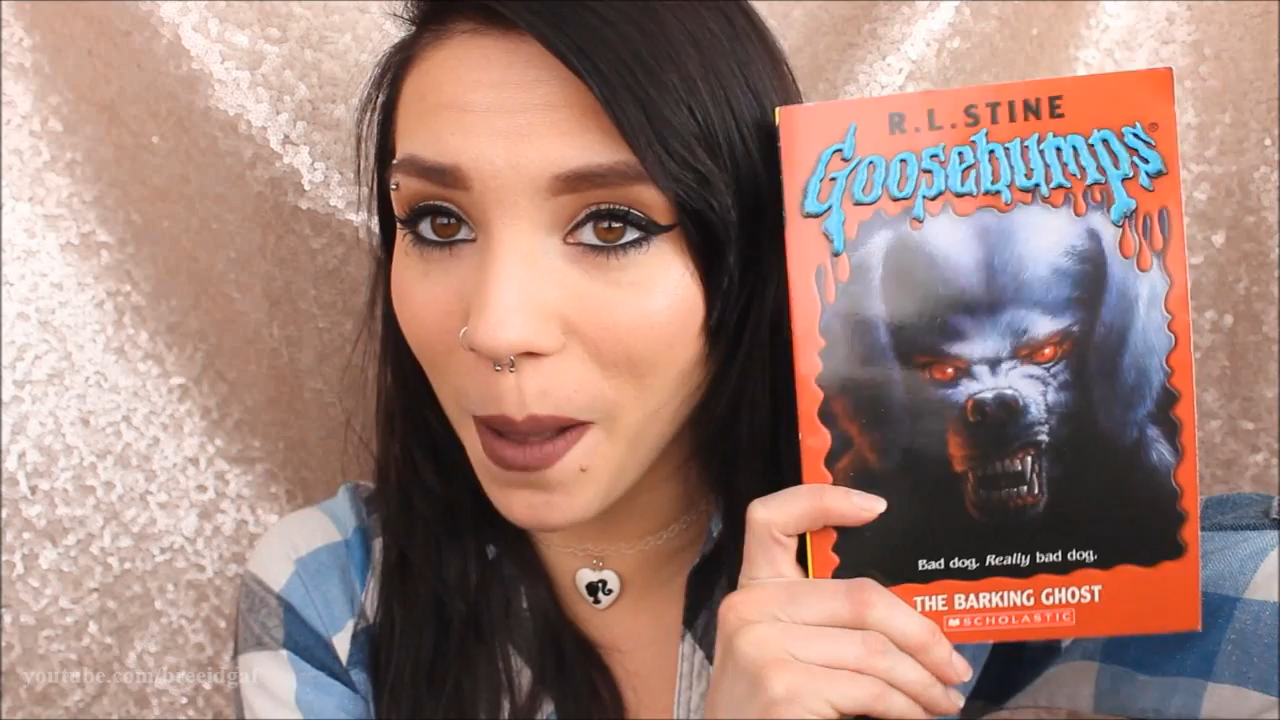 R.L.STINE
Goosebumps®
Bad dog. Really bad dog.
THE BARKING GHOST
SCHOLASTIC
youtube.com/breeidgaf